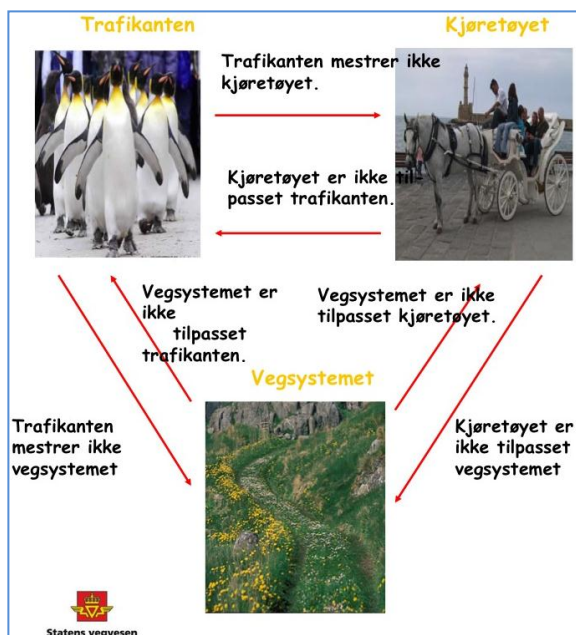 Trafikanten
Kjøretøyet
Trafikanten mestrer ikke
kjøretøyet.
Kjøretøyet er ikke til-
passet trafikanten.
Vegsystemet er
ikke
tilpasset
trafikanten.
Vegsystemet er ikke
tilpasset kjøretøyet.
Vegsystemet
Trafikanten
mestrer ikke
vegsystemet
Kjøretøyet er
ikke tilpasset
vegsystemet
Statens vegvesen